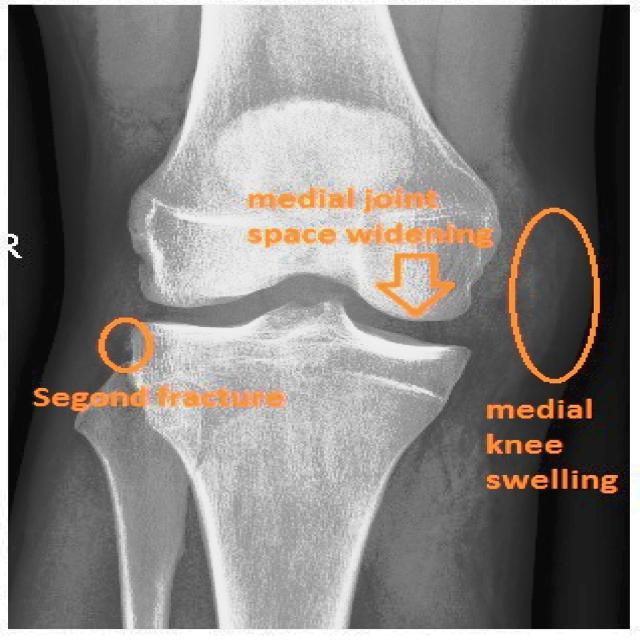 medial joint
space widening
R
Segond fracture
medial
knee
swelling